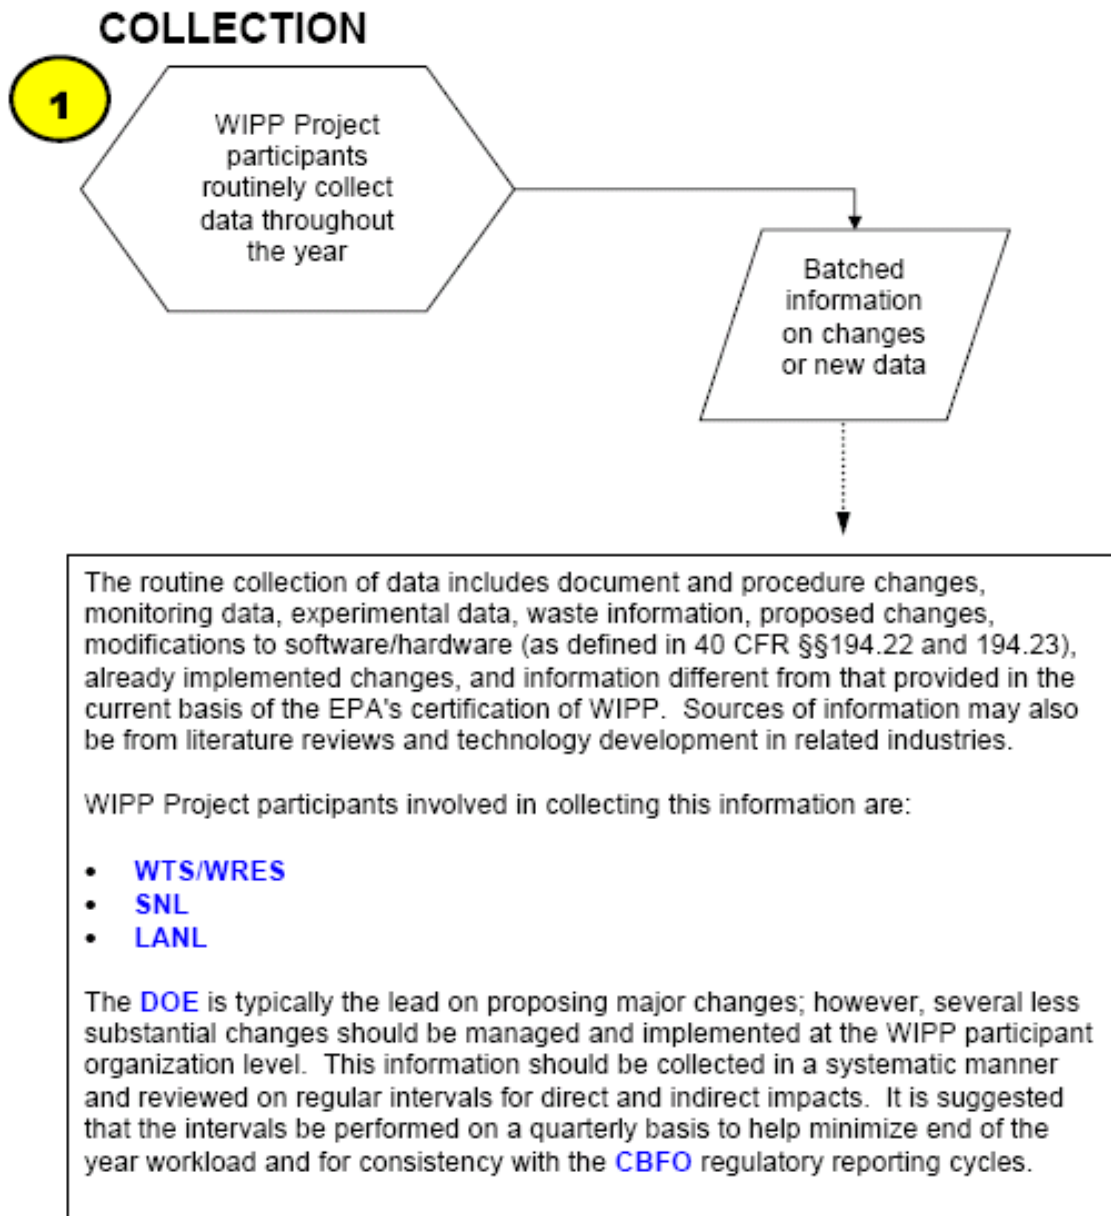 COLLECTION
1
WIPP Project
participants
routinely collect
data throughout
the year
Batched
information
on changes
or new data
The routine collection of data includes document and procedure changes,
monitoring data, experimental data, waste information, proposed changes,
modifications to software/hardware (as defined in 40 CFR §§194.22 and 194.23),
already implemented changes, and information different from that provided in the
current basis of the EPA's certification of WIPP.  Sources of information may also
be from literature reviews and technology development in related industries.
WIPP Project participants involved in collecting this information are:
• WTS/WRES
• SNL
• LANL
The DOE is typically the lead on proposing major changes; however, several less
substantial changes should be managed and implemented at the WIPP participant
organization level.  This information should be collected in a systematic manner
and reviewed on regular intervals for direct and indirect impacts.  It is suggested
that the intervals be performed on a quarterly basis to help minimize end of the
year workload and for consistency with the CBFO regulatory reporting cycles.